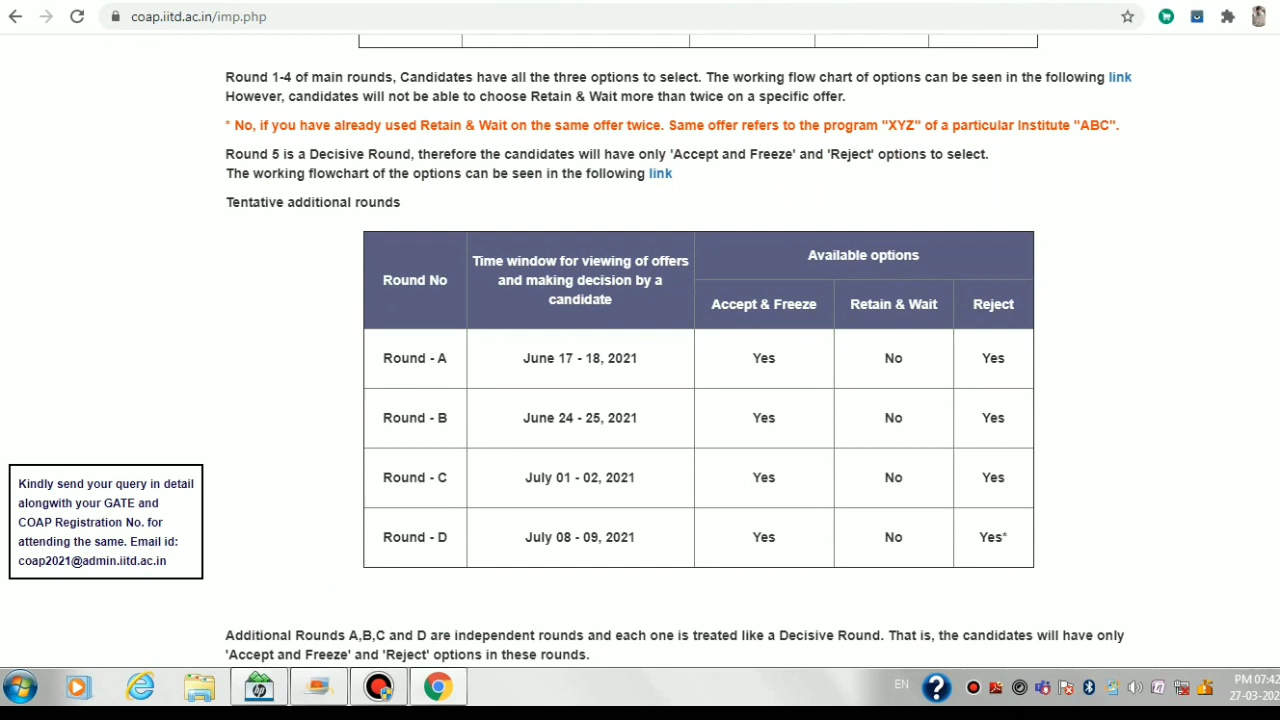 coap.iitd.ac.in/imp.php
Round 1-4 of main rounds, Candidates have all the three options to select. The working flow chart of options can be seen in the following link
However, candidates will not be able to choose Retain & Wait more than twice on a specific offer.
* No, if you have already used Retain & Wait on the same offer twice. Same offer refers to the program "XYZ" of a particular Institute "ABC".
Round 5 is a Decisive Round, therefore the candidates will have only 'Accept and Freeze' and 'Reject' options to select.
The working flowchart of the options can be seen in the following link
Tentative additional rounds
Round No
Time window for viewing of offers
and making decision by a
candidate
Available options
Accept & Freeze Retain & Wait Reject
Round - A June 17 - 18, 2021 Yes No Yes
Round - B June 24 - 25, 2021 Yes No Yes
Round - C July 01 - 02, 2021 Yes No Yes
Round - D July 08 - 09, 2021 Yes No Yes*
Kindly send your query in detail
alongwith your GATE and
COAP Registration No. for
attending the same. Email id:
coap2021@admin.iitd.ac.in
Additional Rounds A,B,C and D are independent rounds and each one is treated like a Decisive Round. That is, the candidates will have only
'Accept and Freeze' and 'Reject' options in these rounds.
EN
PM 07:42
27-03-202